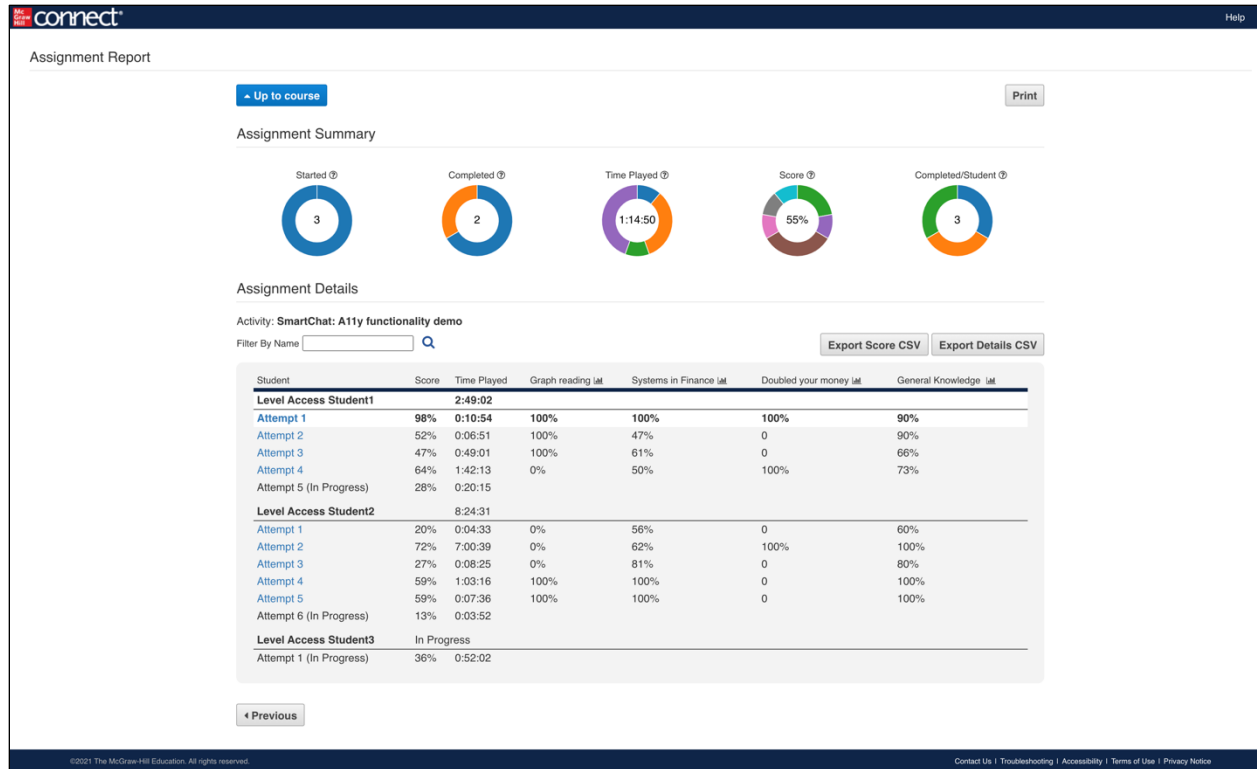 Mc Graw Hill connect Help
Assignment Report
Up to course Print
Assignment Summary
Started Completed Time Played Score Completed/Student
3 2 1:14:50 55% 3
Assignment Details
Activity: SmartChat: A11y functionality demo
Filter By Name Export Score CSV Export Details CSV
Student Score Time Played Graph reading Systems in Finance Doubled your money General Knowledge
Level Access Student1 2:49:02
Attempt 1 98% 0:10:54 100% 100% 100% 90%
Attempt 2 52% 0:06:51 100% 47% 0 90%
Attempt 3 47% 0:49:01 100% 61% 0 66%
Attempt 4 64% 1:42:13 0% 50% 100% 73%
Attempt 5 (In Progress) 28% 0:20:15
Level Access Student2 8:24:31
Attempt 1 20% 0:04:33 0% 56% 0 60%
Attempt 2 72% 7:00:39 0% 62% 100% 100%
Attempt 3 27% 0:08:25 0% 81% 0 80%
Attempt 4 59% 1:03:16 100% 100% 0 100%
Attempt 5 59% 0:07:36 100% 100% 0 100%
Attempt 6 (In Progress) 13% 0:03:52
Level Access Student3 In Progress
Attempt 1 (In Progress) 36% 0:52:02
Previous
©2021 The McGraw-Hill Education. All rights reserved. Contact Us | Troubleshooting | Accessibility | Terms of Use | Privacy Notice